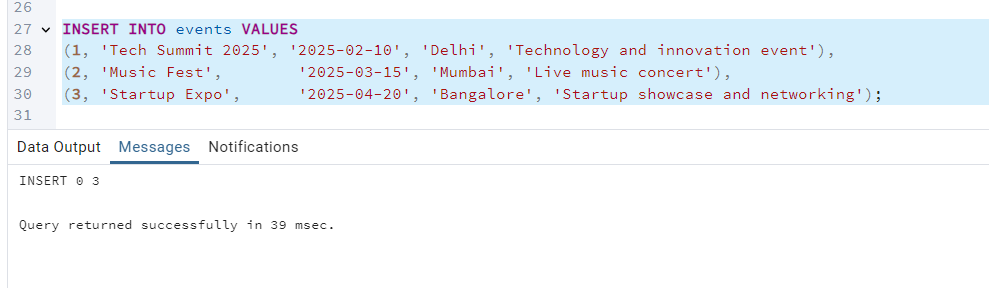 26
27 INSERT INTO events VALUES
28 (1, 'Tech Summit 2025', '2025-02-10', 'Delhi', 'Technology and innovation event'),
29 (2, 'Music Fest',         '2025-03-15', 'Mumbai', 'Live music concert'),
30 (3, 'Startup Expo',       '2025-04-20', 'Bangalore', 'Startup showcase and networking');
31
Data Output Messages Notifications
INSERT 0 3
Query returned successfully in 39 msec.